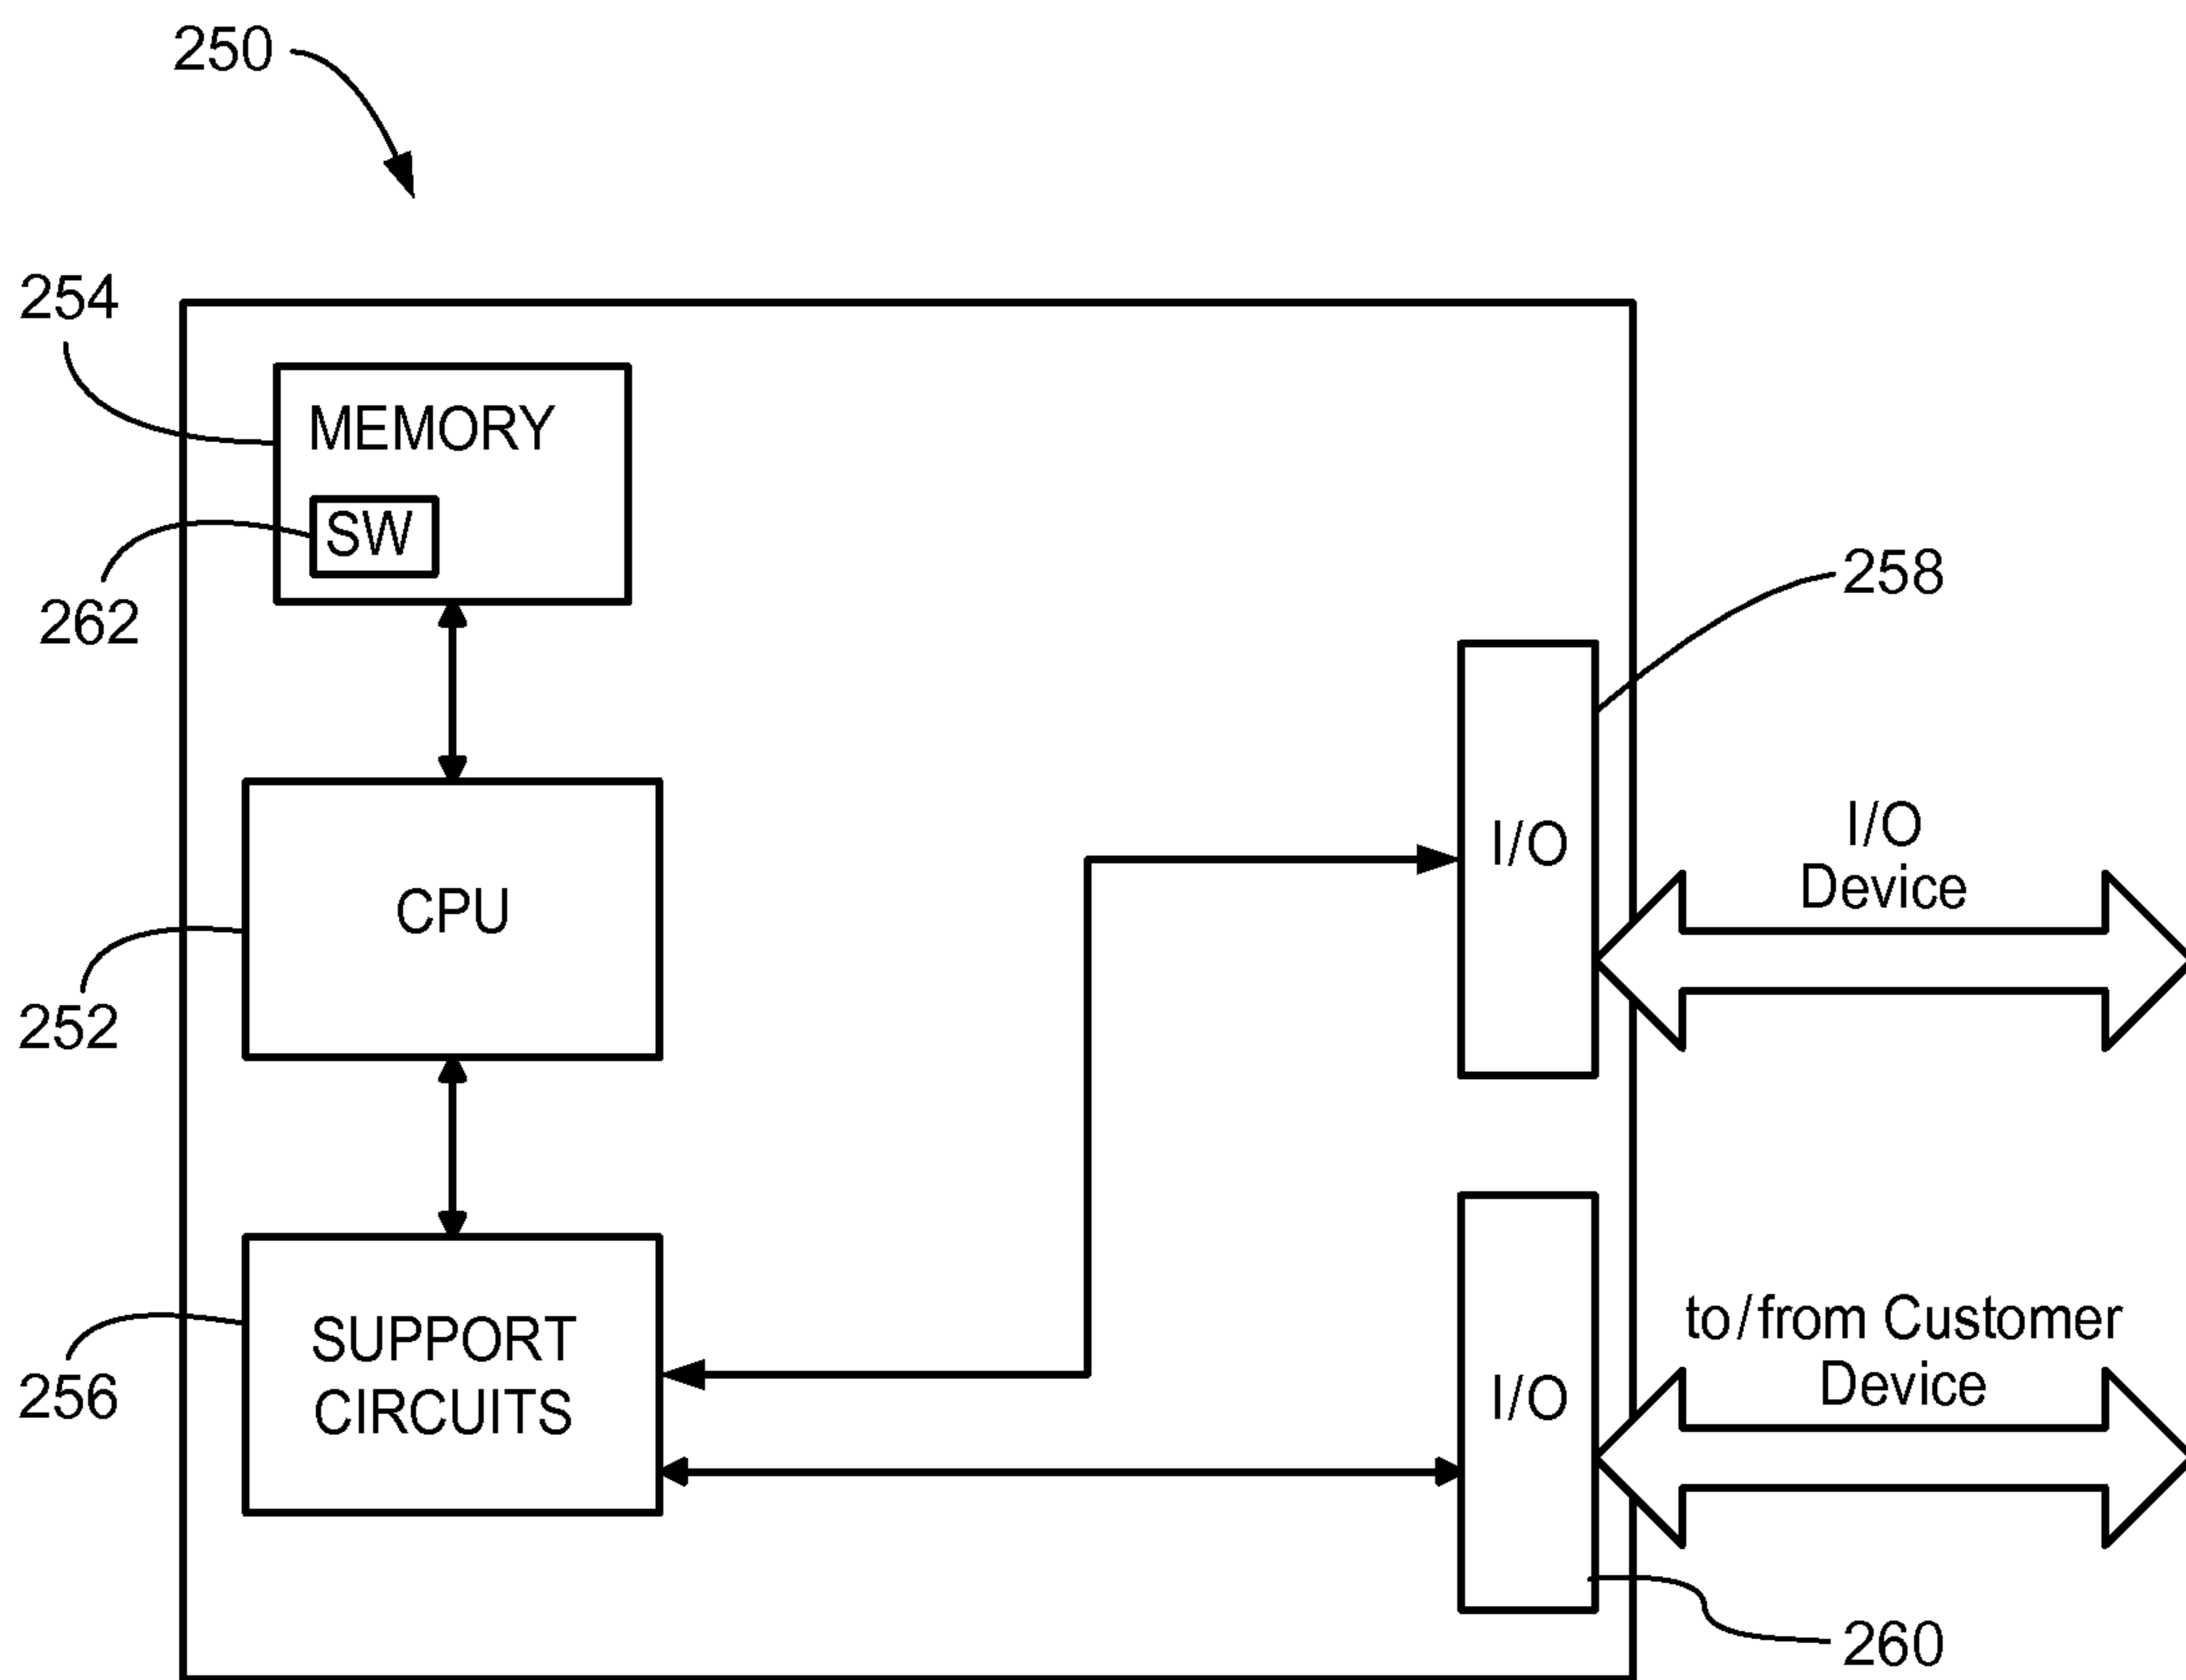 250
254
MEMORY
SW
262
258
I/O
I/O
Device
CPU
252
SUPPORT
CIRCUITS
256
I/O
to/from Customer
Device
260